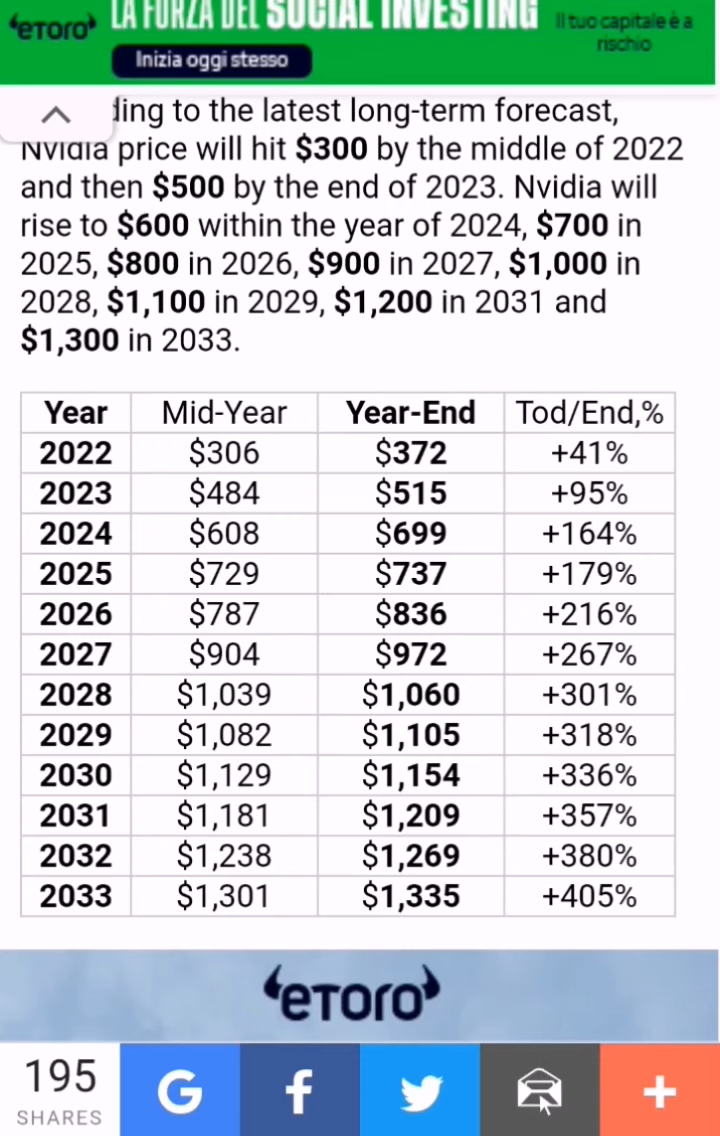 eToro
LA FORZA DEL SOCIAL INVESTING
Il tuo capitale è a
rischio
Inizia oggi stesso
ding to the latest long-term forecast,
Nvidia price will hit $300 by the middle of 2022
and then $500 by the end of 2023. Nvidia will
rise to $600 within the year of 2024, $700 in
2025, $800 in 2026, $900 in 2027, $1,000 in
2028, $1,100 in 2029, $1,200 in 2031 and
$1,300 in 2033.
Year Mid-Year Year-End Tod/End,%
2022 $306 $372 +41%
2023 $484 $515 +95%
2024 $608 $699 +164%
2025 $729 $737 +179%
2026 $787 $836 +216%
2027 $904 $972 +267%
2028 $1,039 $1,060 +301%
2029 $1,082 $1,105 +318%
2030 $1,129 $1,154 +336%
2031 $1,181 $1,209 +357%
2032 $1,238 $1,269 +380%
2033 $1,301 $1,335 +405%
eToro
195
SHARES
G f +